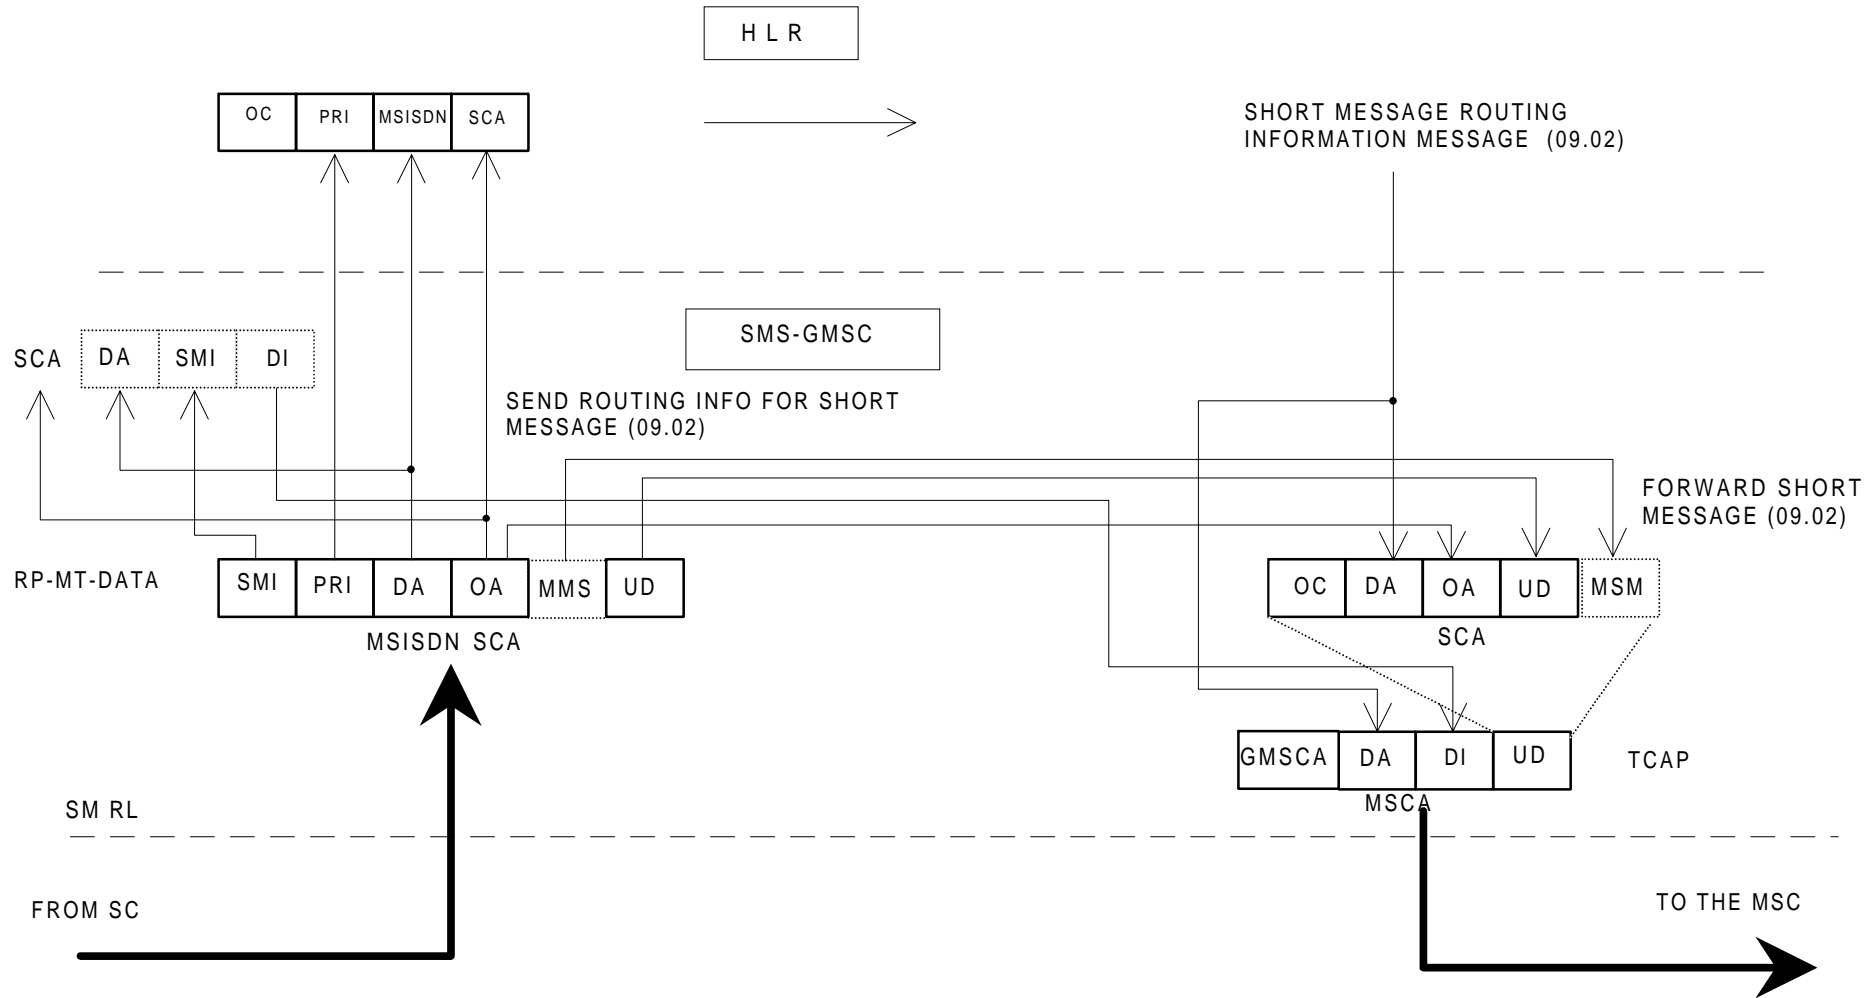 H L R
OC PRI MSISDN SCA
SHORT MESSAGE ROUTING
INFORMATION MESSAGE (09.02)
SMS-GMSC
SCA DA SMI DI
SEND ROUTING INFO FOR SHORT
MESSAGE (09.02)
FORWARD SHORT
MESSAGE (09.02)
RP-MT-DATA SMI PRI DA OA MMS UD
OC DA OA UD MSM
MSISDN SCA
SCA
GMSCA DA DI UD TCAP
MSCA
SM RL
FROM SC
TO THE MSC